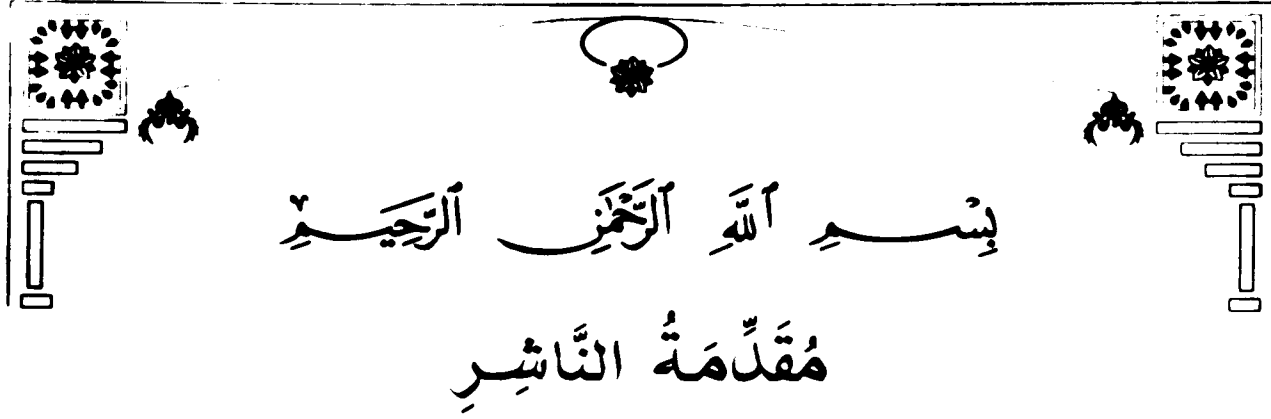 بِسْمِ ٱللَّهِ ٱلرَّحْمَٰنِ ٱلرَّحِيمِ
مُقَدِّمَةُ النَّاشِرِ